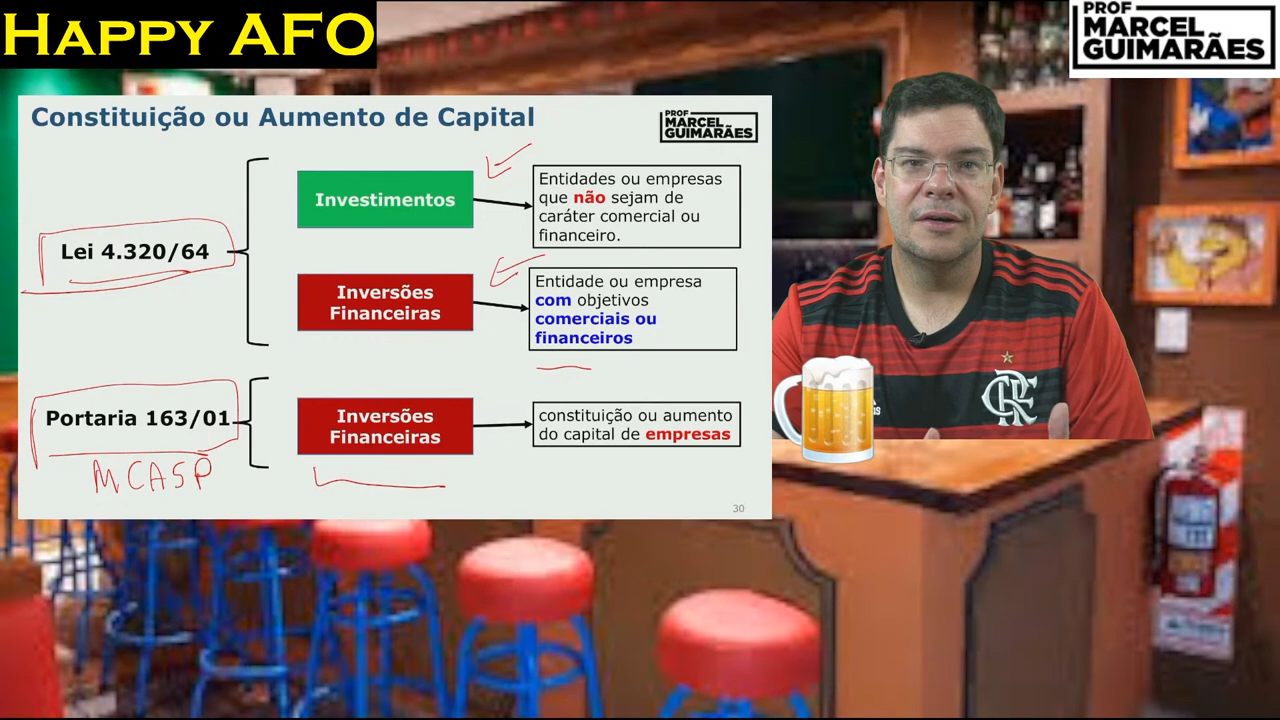 HAPPY AFO
PROF
MARCEL
GUIMARÃES
Constituição ou Aumento de Capital
PROF
MARCEL
GUIMARÃES
Lei 4.320/64
Investimentos
Entidades ou empresas
que não sejam de
caráter comercial ou
financeiro.
Inversões
Financeiras
Entidade ou empresa
com objetivos
comerciais ou
financeiros
Portaria 163/01
MCASP
Inversões
Financeiras
constituição ou aumento
do capital de empresas
30
CRF